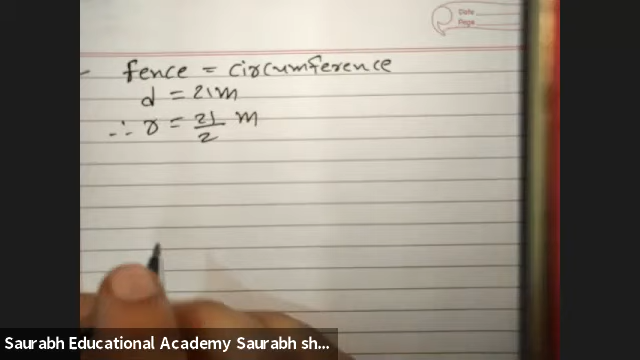 Date
Page
fence = circumference
d = 21m
∴ r = 21/2 m
Saurabh Educational Academy Saurabh sh...